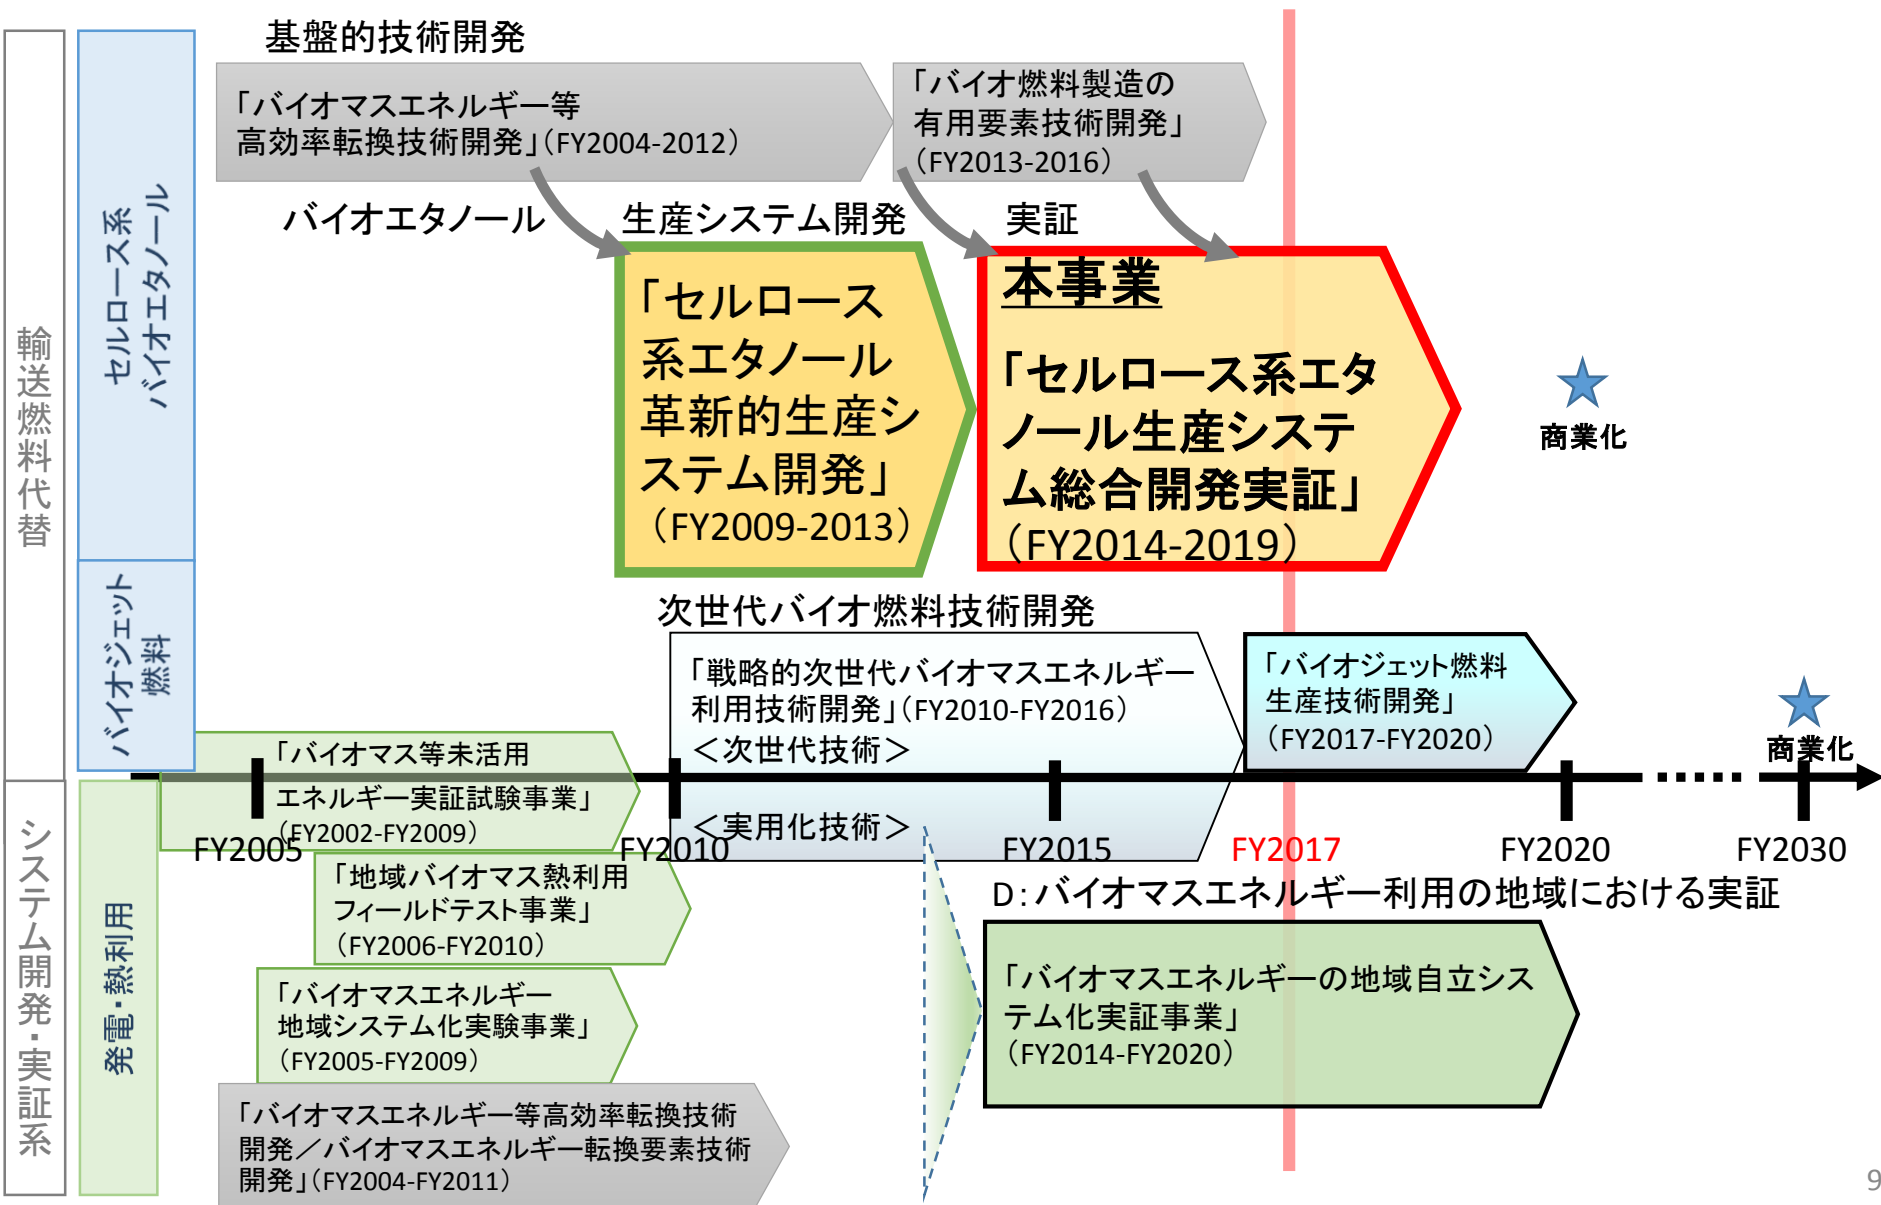 基盤的技術開発
「バイオマスエネルギー等
高効率転換技術開発」（FY2004-2012）
「バイオ燃料製造の
有用要素技術開発」
（FY2013-2016）
バイオエタノール
生産システム開発
実証
「セルロース
系エタノール
革新的生産シ
ステム開発」
（FY2009-2013）
本事業
「セルロース系エタ
ノール生産システ
ム総合開発実証」
（FY2014-2019）
商業化
輸送燃料代替
セルロース系
バイオエタノール
バイオジェット
燃料
次世代バイオ燃料技術開発
「戦略的次世代バイオマスエネルギー
利用技術開発」（FY2010-FY2016）
＜次世代技術＞
＜実用化技術＞
「バイオジェット燃料
生産技術開発」
（FY2017-FY2020）
商業化
「バイオマス等未活用
エネルギー実証試験事業」
（FY2002-FY2009）
FY2005
FY2010
FY2015
FY2017
FY2020
FY2030
システム開発・実証系
発電・熱利用
「地域バイオマス熱利用
フィールドテスト事業」
（FY2006-FY2010）
「バイオマスエネルギー
地域システム化実験事業」
（FY2005-FY2009）
「バイオマスエネルギー等高効率転換技術
開発／バイオマスエネルギー転換要素技術
開発」（FY2004-FY2011）
D：バイオマスエネルギー利用の地域における実証
「バイオマスエネルギーの地域自立シス
テム化実証事業」
（FY2014-FY2020）
9